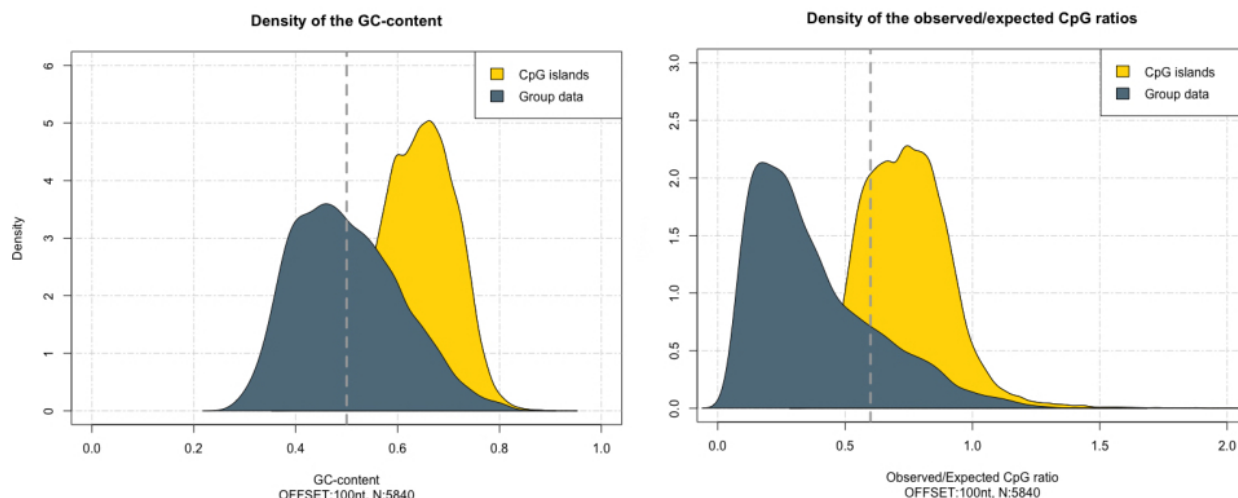 Density of the GC-content
6
5
4
3
2
1
0
Density
CpG islands
Group data
0.0 0.2 0.4 0.6 0.8 1.0
GC-content
OFFSET:100nt, N:5840
Density of the observed/expected CpG ratios
3.0
2.5
2.0
1.5
1.0
0.5
0.0
CpG islands
Group data
0.0 0.5 1.0 1.5 2.0
Observed/Expected CpG ratio
OFFSET:100nt, N:5840